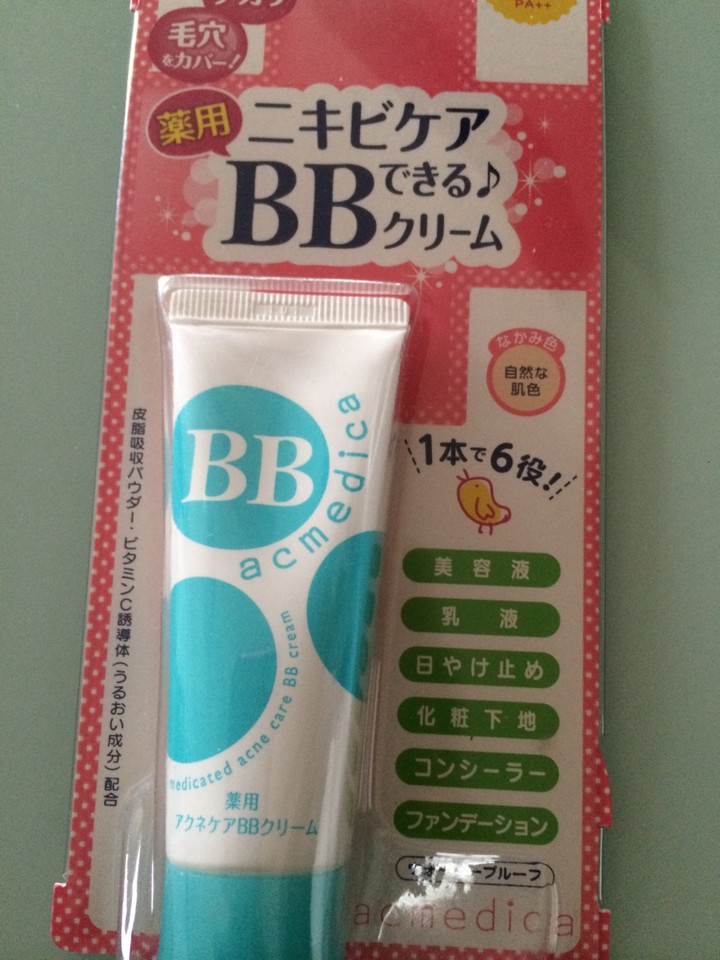 PA++
毛穴
をカバー!
薬用
ニキビケア
できる♪
BB
クリーム
なかみ色
自然な
肌色
1本で6役!
皮脂吸収パウダー・ビタミンC誘導体(うるおい成分)配合
BB
acmedica
medicated acne care BB cream
薬用
アクネケアBBクリーム
美容液
乳液
日やけ止め
化粧下地
コンシーラー
ファンデーション
acmedica